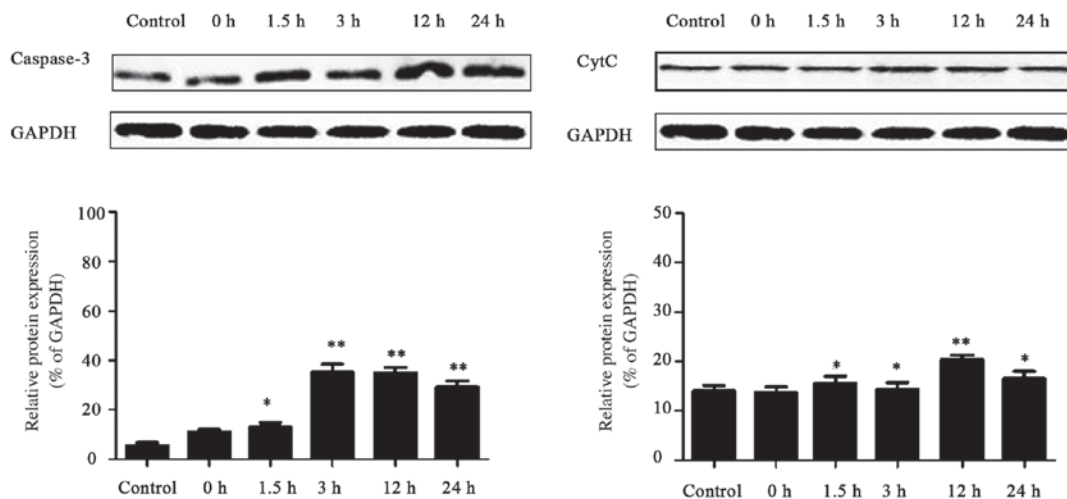 Control 0 h 1.5 h 3 h 12 h 24 h
Caspase-3
GAPDH
Relative protein expression
(% of GAPDH)
100
80
60
40
20
0
*
**
**
**
Control 0 h 1.5 h 3 h 12 h 24 h
Control 0 h 1.5 h 3 h 12 h 24 h
CytC
GAPDH
Relative protein expression
(% of GAPDH)
50
40
30
20
10
0
*
*
**
*
Control 0 h 1.5 h 3 h 12 h 24 h